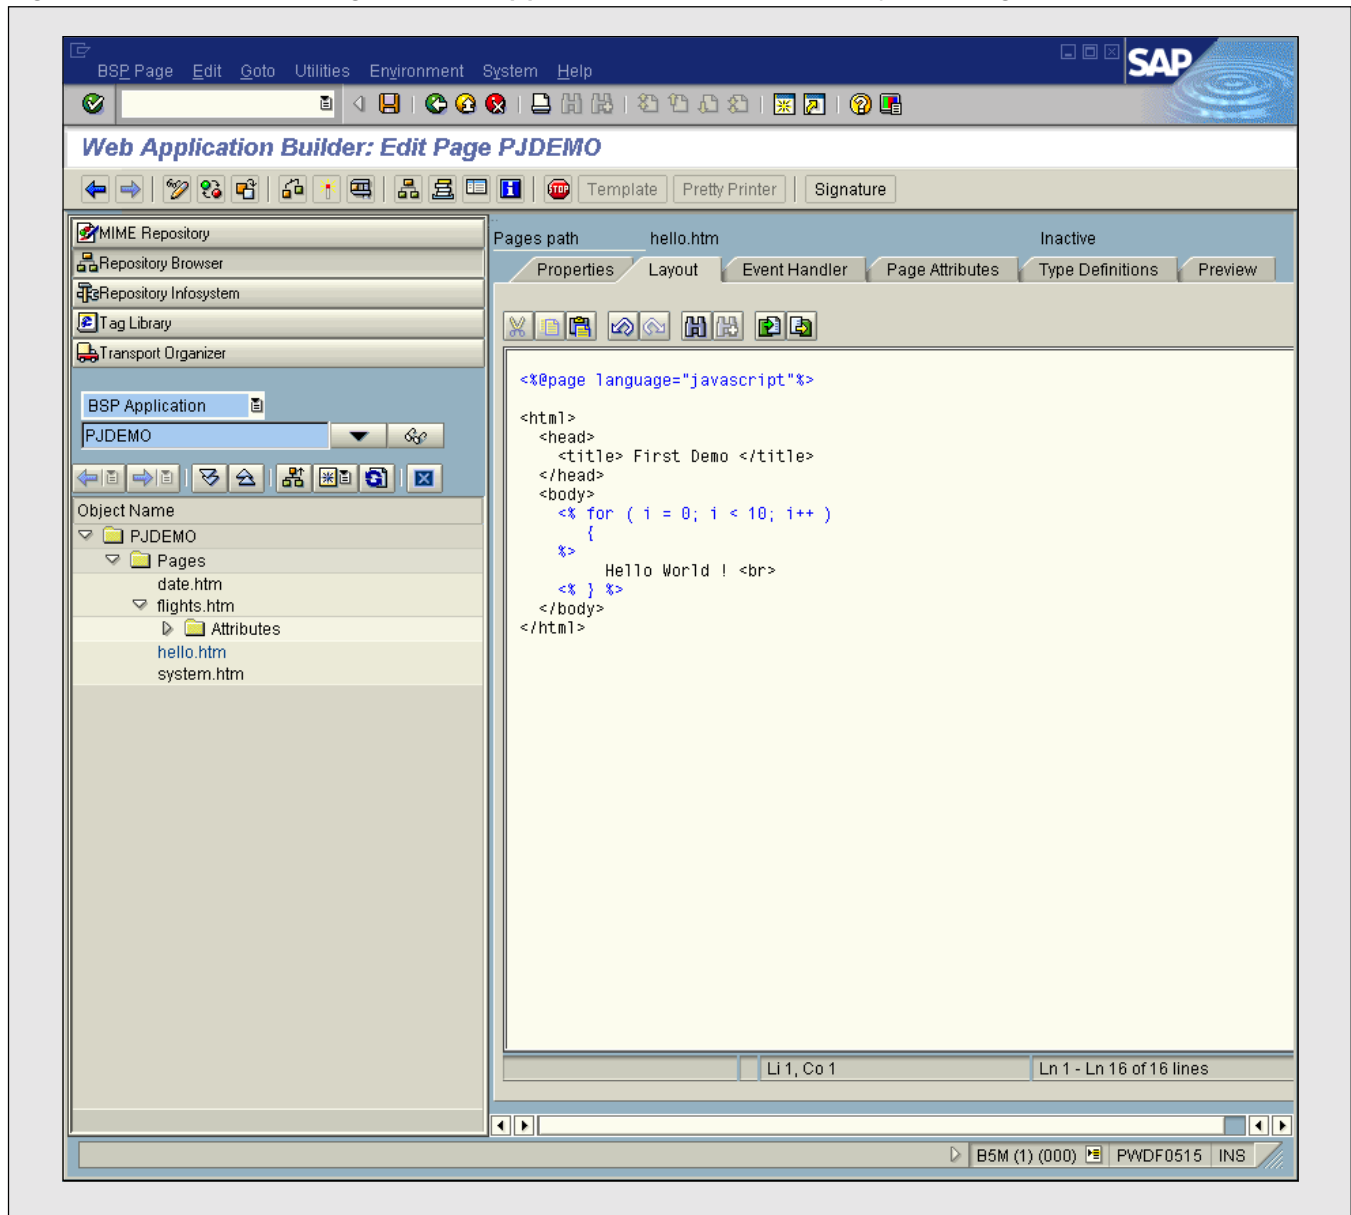 BSP Page Edit Goto Utilities Environment System Help
SAP
Web Application Builder: Edit Page PJDEMO
STOP Template Pretty Printer Signature
MIME Repository
Repository Browser
Repository Infosystem
Tag Library
Transport Organizer
BSP Application
PJDEMO
Object Name
PJDEMO
Pages
date.htm
flights.htm
Attributes
hello.htm
system.htm
Pages path hello.htm Inactive
Properties Layout Event Handler Page Attributes Type Definitions Preview
<%@page language="javascript"%>
<html>
<head>
<title> First Demo </title>
</head>
<body>
<% for ( i = 0; i < 10; i++ )
{
%>
Hello World ! <br>
<% } %>
</body>
</html>
Li 1, Co 1 Ln 1 - Ln 16 of 16 lines
B5M (1) (000) PWDF0515 INS